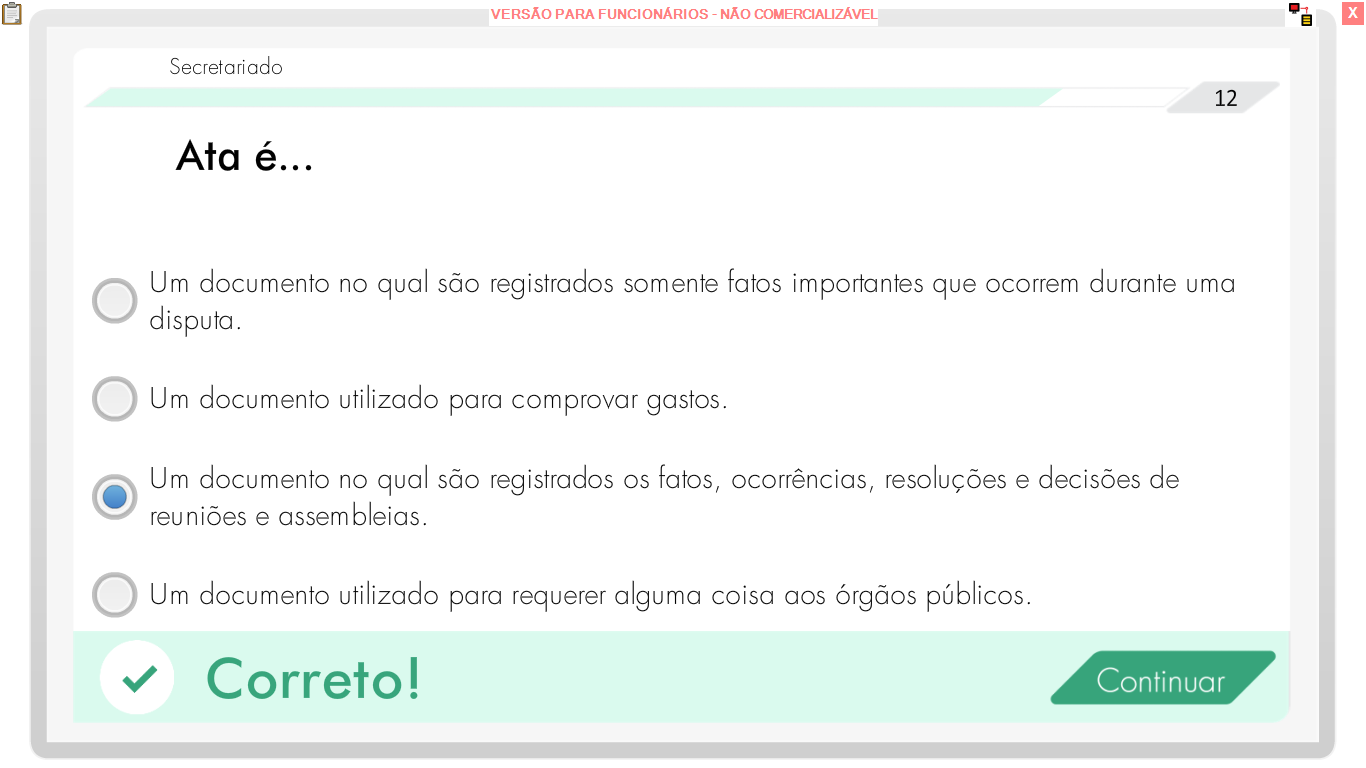 VERSÃO PARA FUNCIONÁRIOS - NÃO COMERCIALIZÁVEL
X
Secretariado
12
Ata é...
Um documento no qual são registrados somente fatos importantes que ocorrem durante uma
disputa.
Um documento utilizado para comprovar gastos.
Um documento no qual são registrados os fatos, ocorrências, resoluções e decisões de
reuniões e assembleias.
Um documento utilizado para requerer alguma coisa aos órgãos públicos.
Correto!
Continuar